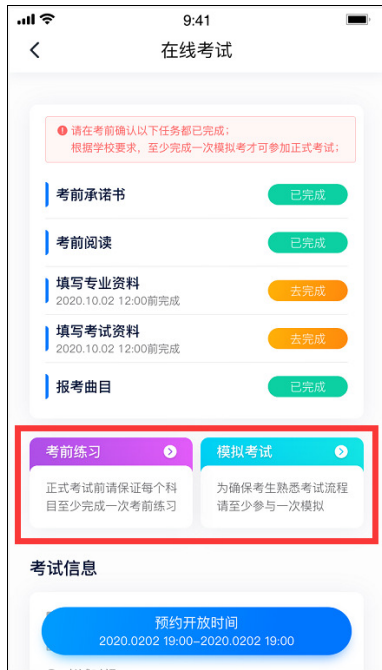 9:41
在线考试
请在考前确认以下任务都已完成；
根据学校要求，至少完成一次模拟考才可参加正式考试；
考前承诺书
已完成
考前阅读
已完成
填写专业资料
去完成
2020.10.02 12:00前完成
填写考试资料
去完成
2020.10.02 12:00前完成
报考曲目
已完成
考前练习
模拟考试
正式考试前请保证每个科
目至少完成一次考前练习
为确保考生熟悉考试流程
请至少参与一次模拟
考试信息
预约开放时间
2020.0202 19:00–2020.0202 19:00